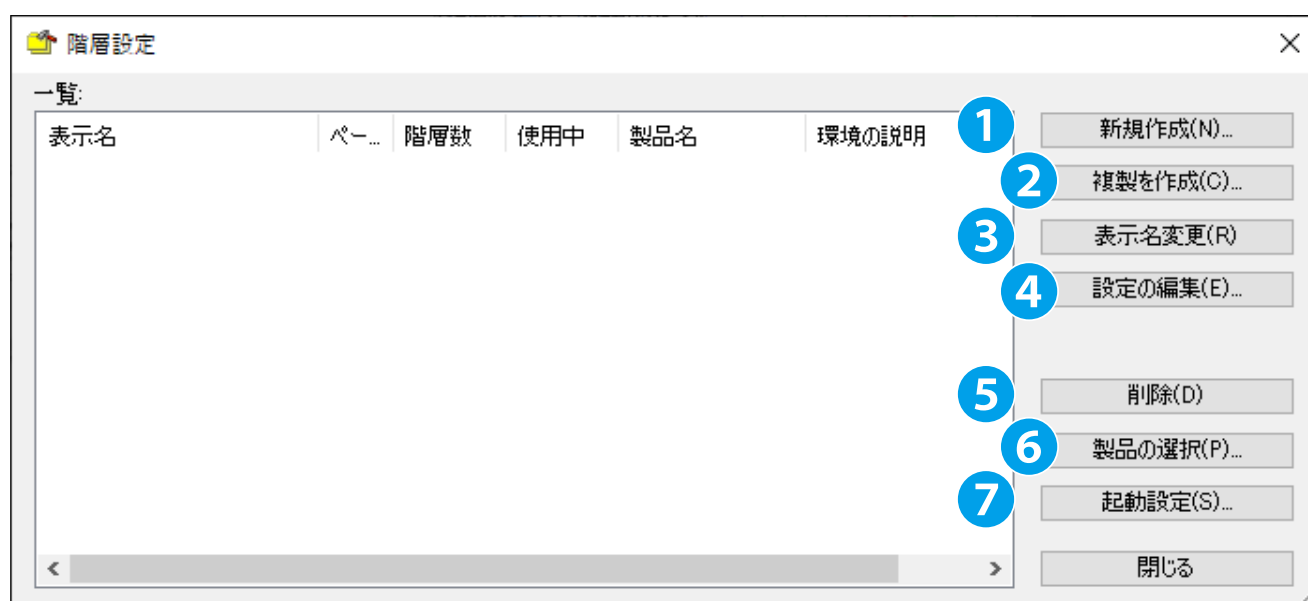 階層設定
一覧:
表示名 ペー... 階層数 使用中 製品名 環境の説明
1 新規作成(N)...
2 複製を作成(C)...
3 表示名変更(R)
4 設定の編集(E)...
5 削除(D)
6 製品の選択(P)...
7 起動設定(S)...
閉じる